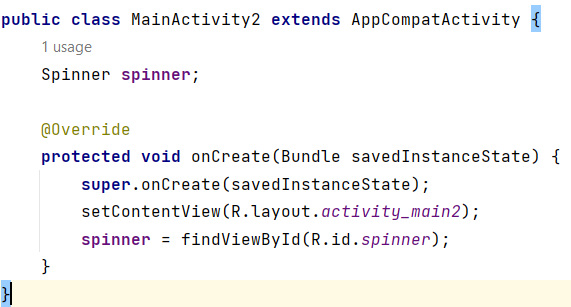 public class MainActivity2 extends AppCompatActivity {
1 usage
Spinner spinner;
@Override
protected void onCreate(Bundle savedInstanceState) {
super.onCreate(savedInstanceState);
setContentView(R.layout.activity_main2);
spinner = findViewById(R.id.spinner);
}
}